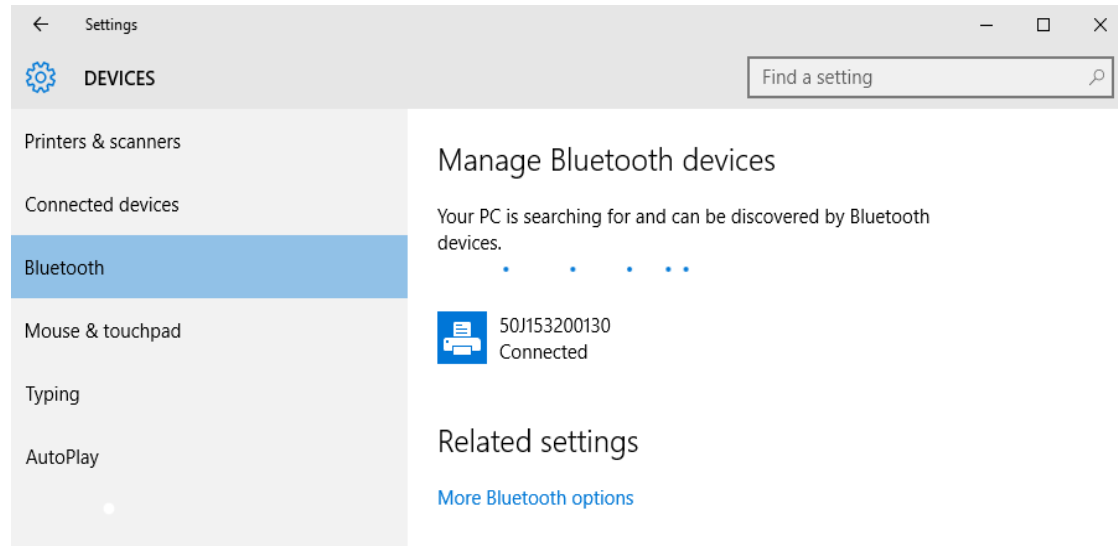 Settings
DEVICES
Find a setting
Printers & scanners
Connected devices
Bluetooth
Mouse & touchpad
Typing
AutoPlay
Manage Bluetooth devices
Your PC is searching for and can be discovered by Bluetooth
devices.
50J153200130
Connected
Related settings
More Bluetooth options